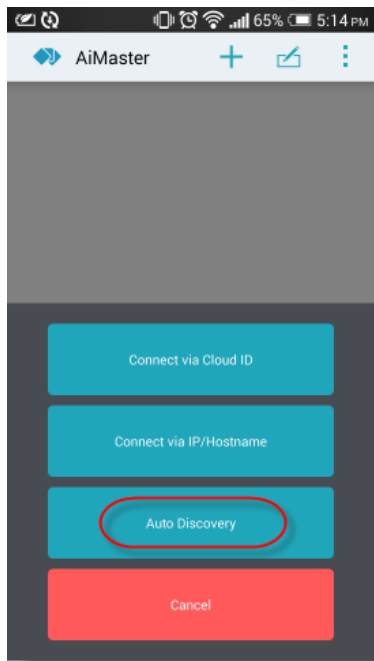 65% 5:14 PM
AiMaster
Connect via Cloud ID
Connect via IP/Hostname
Auto Discovery
Cancel